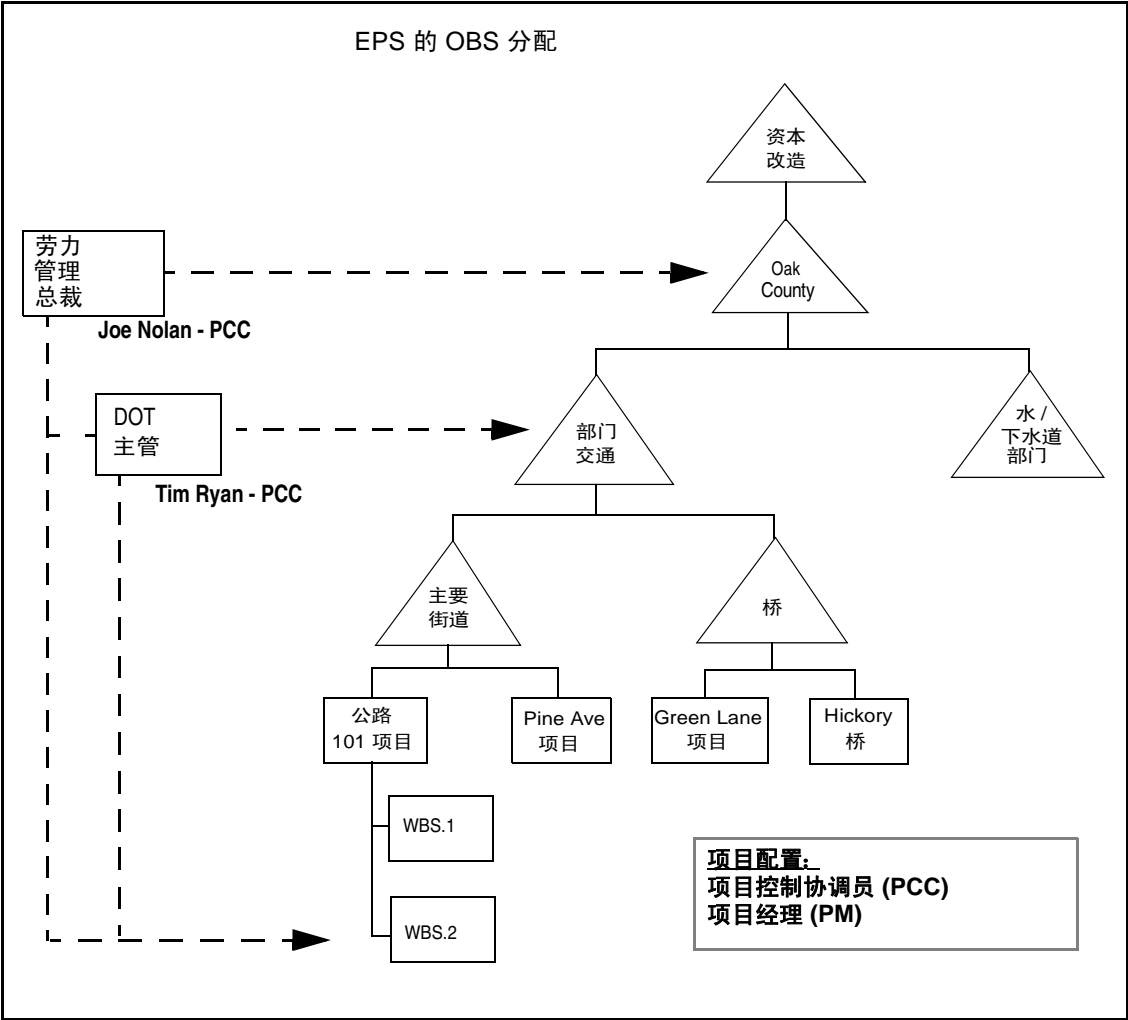 EPS 的 OBS 分配
资本
改造
Oak
County
劳力
管理
总裁
Joe Nolan - PCC
DOT
主管
Tim Ryan - PCC
部门
交通
水 /
下水道
部门
主要
街道
桥
公路
101 项目
Pine Ave
项目
Green Lane
项目
Hickory
桥
WBS.1
WBS.2
项目配置:
项目控制协调员 (PCC)
项目经理 (PM)